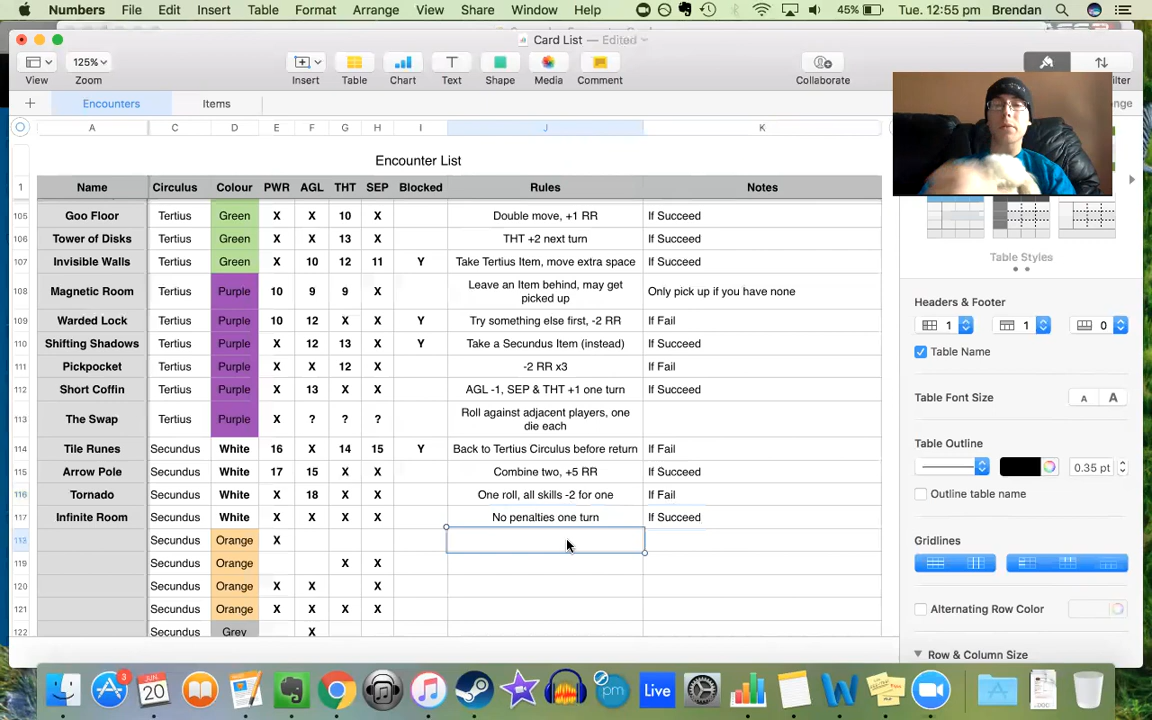 Numbers File Edit Insert Table Format Arrange View Share Window Help 45% Tue. 12:55 pm Brendan
Card List — Edited
125%
View Zoom Insert Table Chart Text Shape Media Comment Collaborate
Encounters Items
A C D E F G H I J K
Encounter List
1 Name Circulus Colour PWR AGL THT SEP Blocked Rules Notes
105 Goo Floor Tertius Green X X 10 X Double move, +1 RR If Succeed
106 Tower of Disks Tertius Green X X 13 X THT +2 next turn If Succeed
107 Invisible Walls Tertius Green X 10 12 11 Y Take Tertius Item, move extra space If Succeed
108 Magnetic Room Tertius Purple 10 9 9 X Leave an Item behind, may get
picked up Only pick up if you have none
109 Warded Lock Tertius Purple 10 12 X X Y Try something else first, -2 RR If Fail
110 Shifting Shadows Tertius Purple X 12 13 X Y Take a Secundus Item (instead) If Succeed
111 Pickpocket Tertius Purple X X 12 X -2 RR x3 If Fail
112 Short Coffin Tertius Purple X 13 X X AGL -1, SEP & THT +1 one turn If Succeed
113 The Swap Tertius Purple X ? ? ? Roll against adjacent players, one
die each
114 Tile Runes Secundus White 16 X 14 15 Y Back to Tertius Circulus before return If Fail
115 Arrow Pole Secundus White 17 15 X X Combine two, +5 RR If Succeed
116 Tornado Secundus White X 18 X X One roll, all skills -2 for one If Fail
117 Infinite Room Secundus White X X X X No penalties one turn If Succeed
118 Secundus Orange X
119 Secundus Orange X X
120 Secundus Orange X X X
121 Secundus Orange X X X X
122 Secundus Grey X
Table Styles
Headers & Footer
1 1 0
Table Name
Table Font Size A A
Table Outline
0.35 pt
Outline table name
Gridlines
Alternating Row Color
Row & Column Size
3
JUN.
20
pm
Live